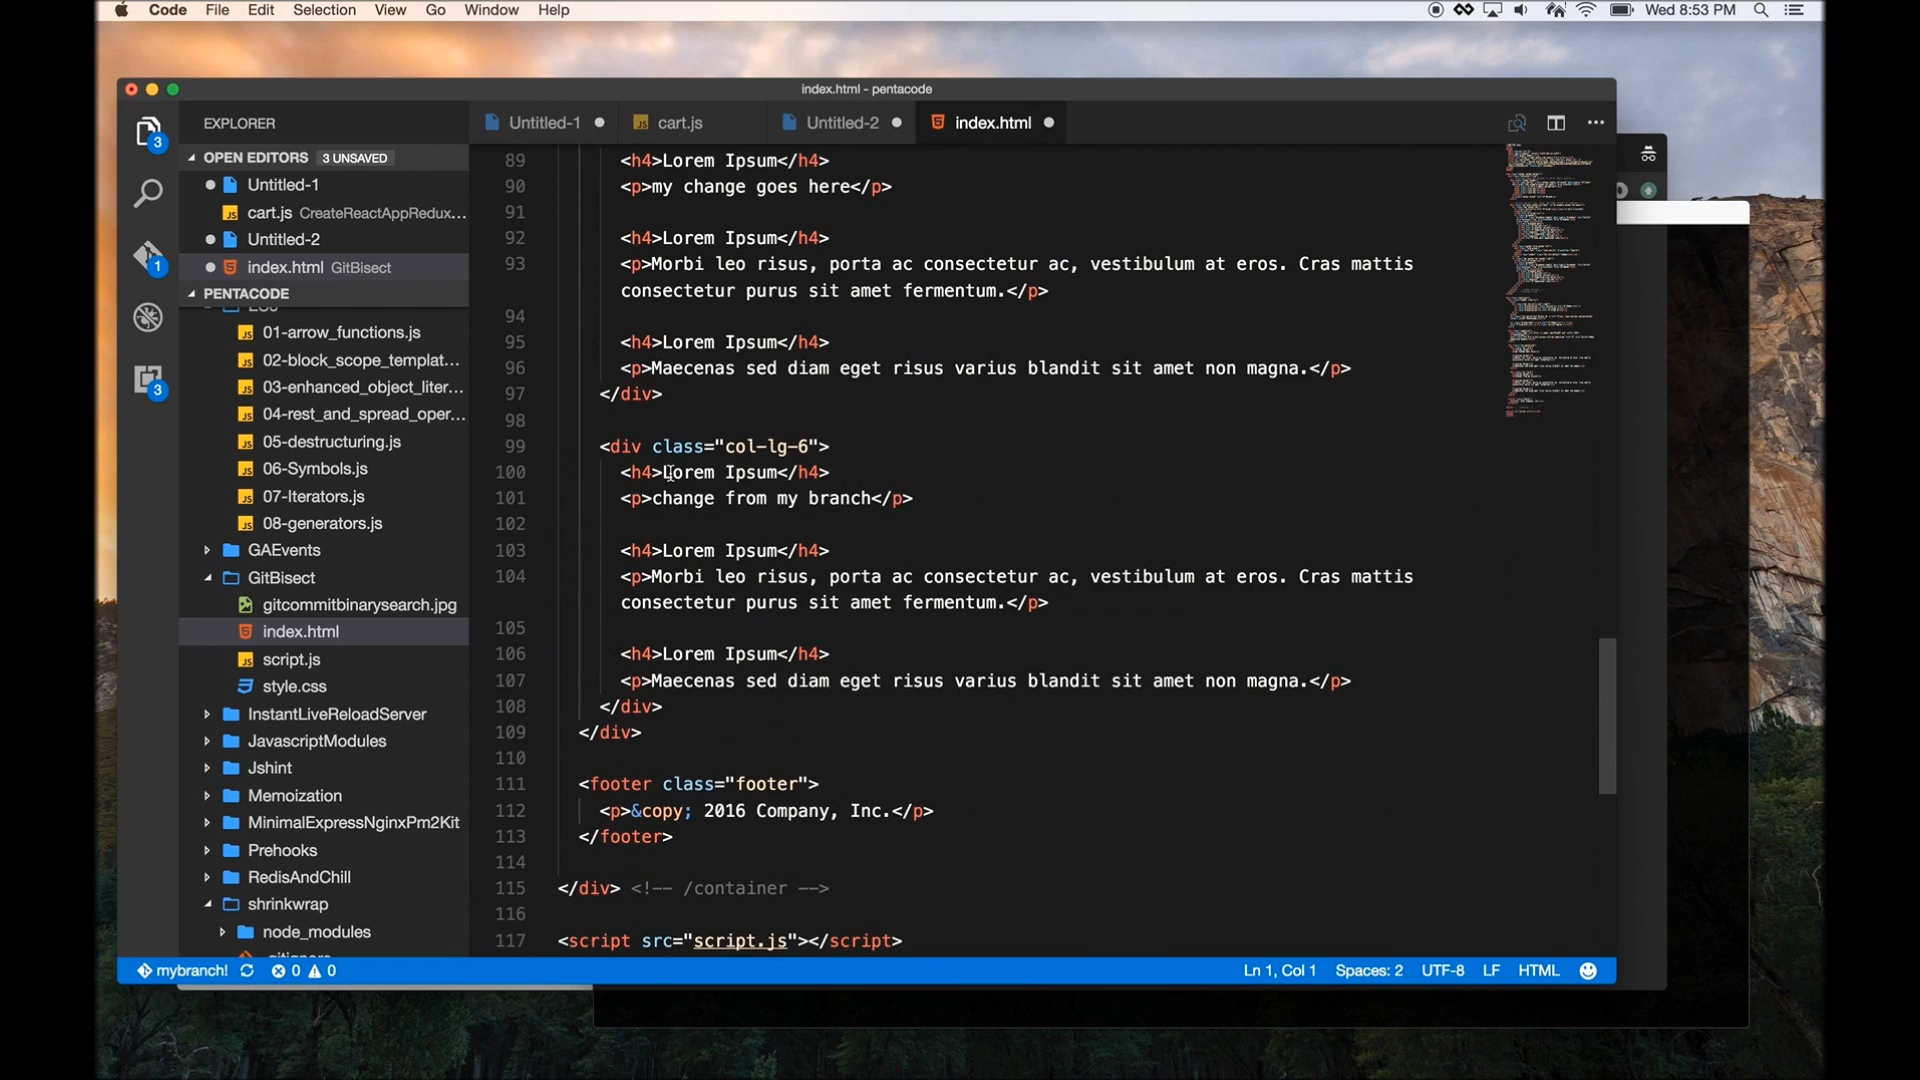 Code File Edit Selection View Go Window Help
Wed 8:53 PM
index.html - pentacode
EXPLORER
Untitled-1
cart.js
Untitled-2
index.html
OPEN EDITORS 3 UNSAVED
Untitled-1
cart.js CreateReactAppRedux...
Untitled-2
index.html GitBisect
PENTACODE
01-arrow_functions.js
02-block_scope_templat...
03-enhanced_object_liter...
04-rest_and_spread_oper...
05-destructuring.js
06-Symbols.js
07-Iterators.js
08-generators.js
GAEvents
GitBisect
gitcommitbinarysearch.jpg
index.html
script.js
style.css
InstantLiveReloadServer
JavascriptModules
Jshint
Memoization
MinimalExpressNginxPm2Kit
Prehooks
RedisAndChill
shrinkwrap
node_modules
3
1
3
89 <h4>Lorem Ipsum</h4>
90 <p>my change goes here</p>
91
92 <h4>Lorem Ipsum</h4>
93 <p>Morbi leo risus, porta ac consectetur ac, vestibulum at eros. Cras mattis
consectetur purus sit amet fermentum.</p>
94
95 <h4>Lorem Ipsum</h4>
96 <p>Maecenas sed diam eget risus varius blandit sit amet non magna.</p>
97 </div>
98
99 <div class="col-lg-6">
100 <h4>Lorem Ipsum</h4>
101 <p>change from my branch</p>
102
103 <h4>Lorem Ipsum</h4>
104 <p>Morbi leo risus, porta ac consectetur ac, vestibulum at eros. Cras mattis
consectetur purus sit amet fermentum.</p>
105
106 <h4>Lorem Ipsum</h4>
107 <p>Maecenas sed diam eget risus varius blandit sit amet non magna.</p>
108 </div>
109 </div>
110
111 <footer class="footer">
112 <p>&copy; 2016 Company, Inc.</p>
113 </footer>
114
115 </div> <!-- /container -->
116
117 <script src="script.js"></script>
mybranch! 0 0
Ln 1, Col 1 Spaces: 2 UTF-8 LF HTML